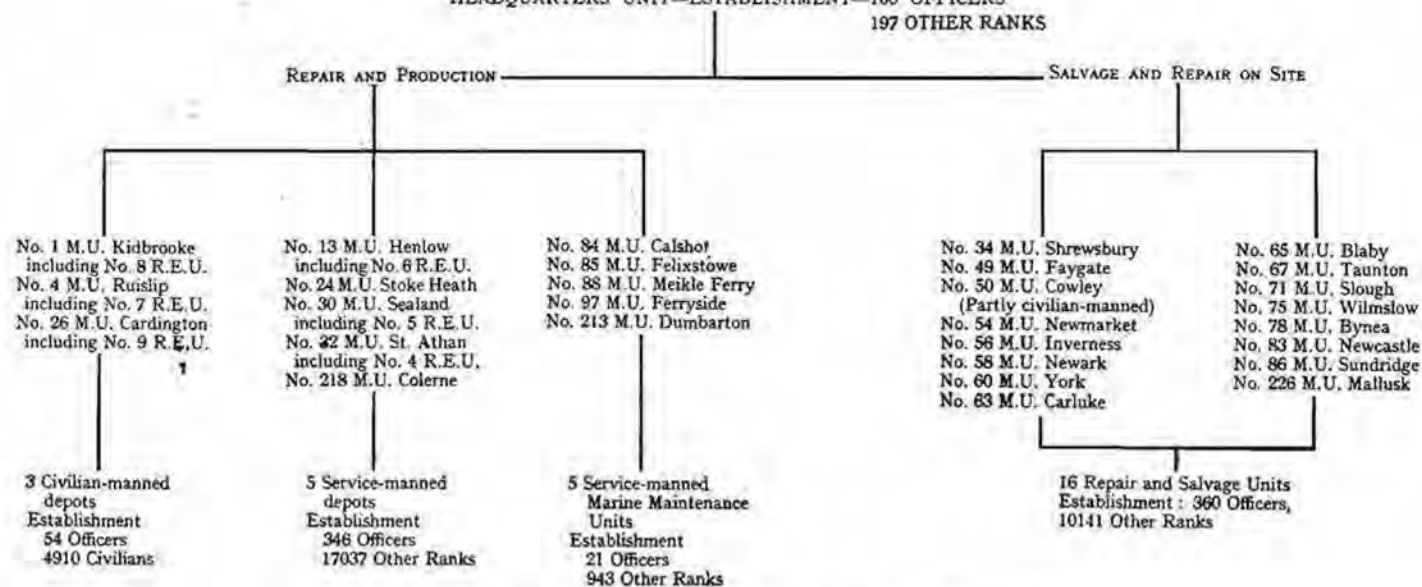 HEADQUARTERS UNIT—ESTABLISHMENT— OFFICERS
197 OTHER RANKS
REPAIR AND PRODUCTION
SALVAGE AND REPAIR ON SITE
No. 1 M.U. Kidbrooke
including No. 8 R.E.U.
No. 4 M.U. Ruislip
including No. 7 R.E.U.
No. 26 M.U. Cardington
including No. 9 R.E.U.
3 Civilian-manned
depots
Establishment
54 Officers
4910 Civilians
No. 13 M.U. Henlow
including No. 6 R.E.U.
No. 24 M.U. Stoke Heath
No. 30 M.U. Sealand
including No. 5 R.E.U.
No. 32 M.U. St. Athan
including No. 4 R.E.U.
No. 218 M.U. Colerne
5 Service-manned
depots
Establishment
346 Officers
17037 Other Ranks
No. 84 M.U. Calshot
No. 85 M.U. Felixstowe
No. 88 M.U. Meikle Ferry
No. 97 M.U. Ferryside
No. 213 M.U. Dumbarton
5 Service-manned
Marine Maintenance
Units
Establishment
21 Officers
943 Other Ranks
No. 34 M.U. Shrewsbury
No. 49 M.U. Faygate
No. 50 M.U. Cowley
(Partly civilian-manned)
No. 54 M.U. Newmarket
No. 56 M.U. Inverness
No. 58 M.U. Newark
No. 60 M.U. York
No. 63 M.U. Carluke
No. 65 M.U. Blaby
No. 67 M.U. Taunton
No. 71 M.U. Slough
No. 75 M.U. Wilmslow
No. 78 M.U. Bynea
No. 83 M.U. Newcastle
No. 86 M.U. Sundridge
No. 226 M.U. Mallusk
16 Repair and Salvage Units
Establishment : 360 Officers,
10141 Other Ranks